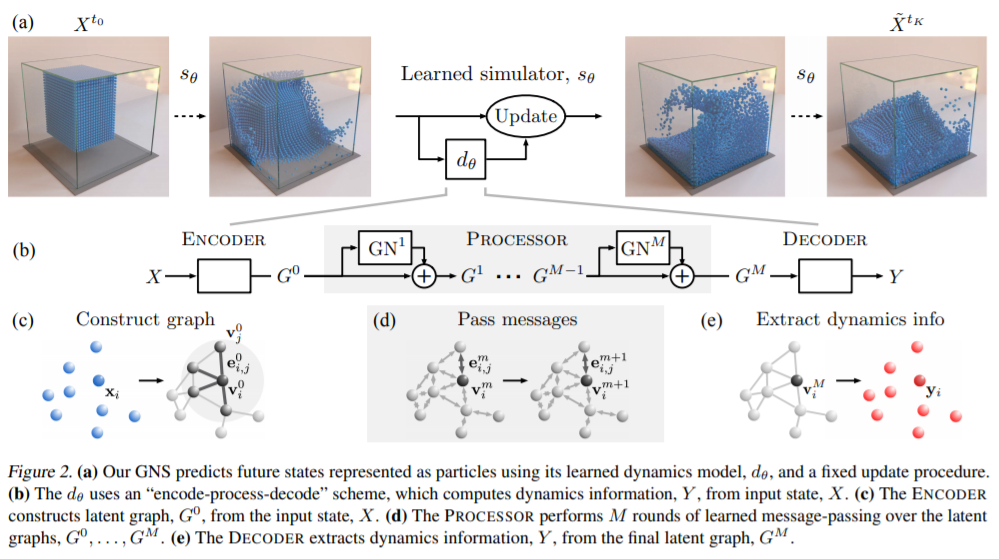 (a) X^{t_0} s_θ Learned simulator, s_θ s_θ X̃^{t_K}
Update
d_θ
(b) ENCODER PROCESSOR DECODER
GN^1 GN^M
X G^0 + G^1 ··· G^{M−1} + G^M Y
(c) Construct graph (d) Pass messages (e) Extract dynamics info
v_j^0
e_{i,j}^0 e_{i,j}^m e_{i,j}^{m+1}
x_i v_i^0 v_i^m v_i^{m+1} v_i^M y_i
Figure 2. (a) Our GNS predicts future states represented as particles using its learned dynamics model, d_θ, and a fixed update procedure.
(b) The d_θ uses an “encode-process-decode” scheme, which computes dynamics information, Y, from input state, X. (c) The ENCODER
constructs latent graph, G^0, from the input state, X. (d) The PROCESSOR performs M rounds of learned message-passing over the latent
graphs, G^0, . . . , G^M. (e) The DECODER extracts dynamics information, Y, from the final latent graph, G^M.